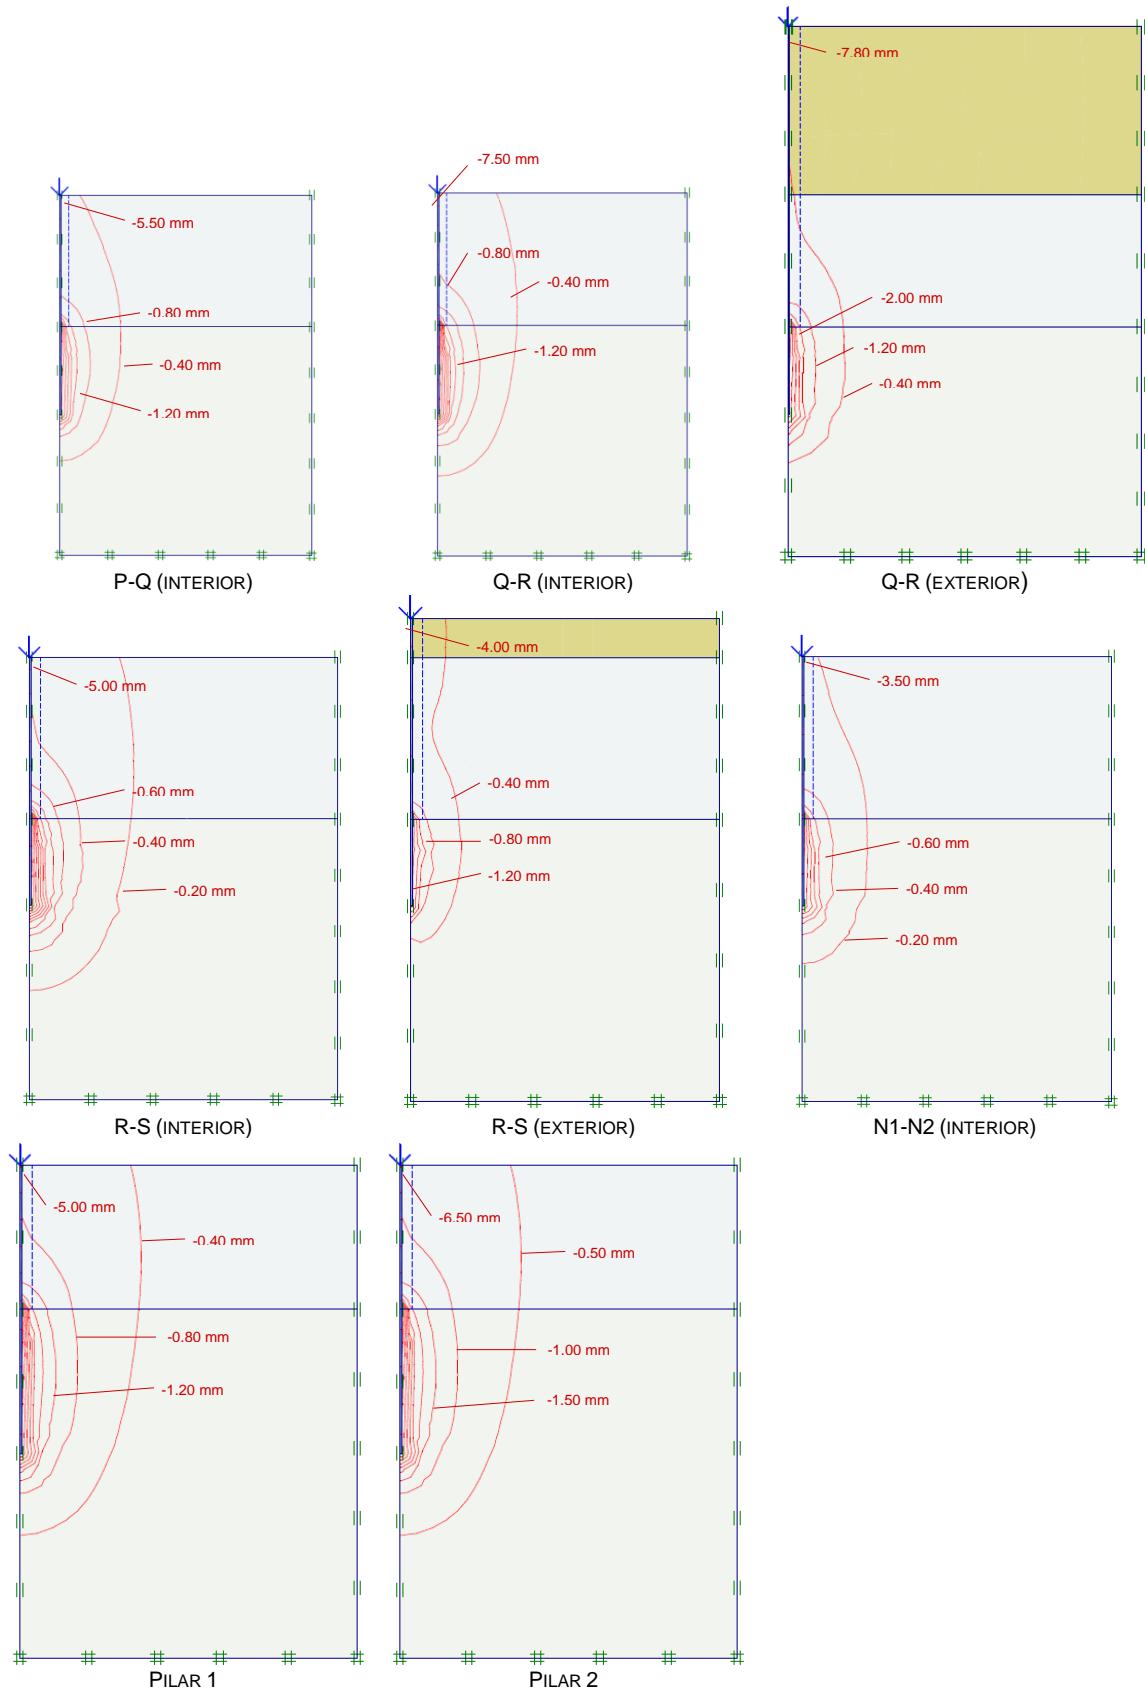 -5.50 mm
-0.80 mm
-0.40 mm
-1.20 mm
P-Q (INTERIOR)
-7.50 mm
-0.80 mm
-0.40 mm
-1.20 mm
Q-R (INTERIOR)
-7.80 mm
-2.00 mm
-1.20 mm
-0.40 mm
Q-R (EXTERIOR)
-5.00 mm
-0.60 mm
-0.40 mm
-0.20 mm
R-S (INTERIOR)
-4.00 mm
-0.40 mm
-0.80 mm
-1.20 mm
R-S (EXTERIOR)
-3.50 mm
-0.60 mm
-0.40 mm
-0.20 mm
N1-N2 (INTERIOR)
-5.00 mm
-0.40 mm
-0.80 mm
-1.20 mm
PILAR 1
-6.50 mm
-0.50 mm
-1.00 mm
-1.50 mm
PILAR 2